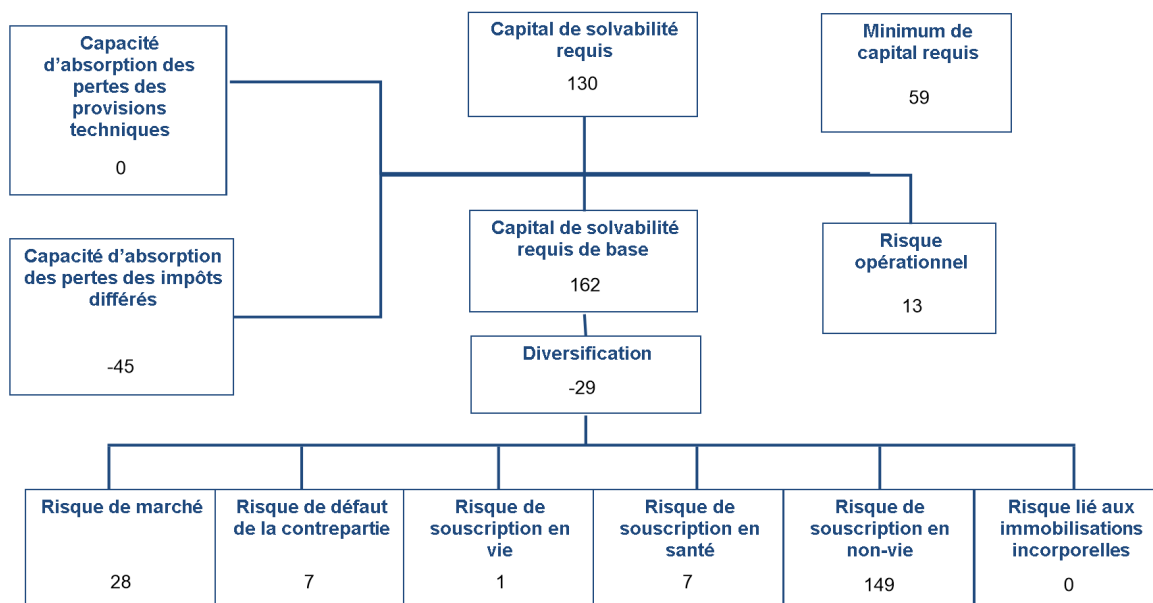 Capacité
d’absorption des
pertes des
provisions
techniques
0
Capital de solvabilité
requis
130
Minimum de
capital requis
59
Capacité d’absorption
des pertes des impôts
différés
-45
Capital de solvabilité
requis de base
162
Risque
opérationnel
13
Diversification
-29
Risque de marché
28
Risque de défaut
de la contrepartie
7
Risque de
souscription en
vie
1
Risque de
souscription en
santé
7
Risque de
souscription en
non-vie
149
Risque lié aux
immobilisations
incorporelles
0